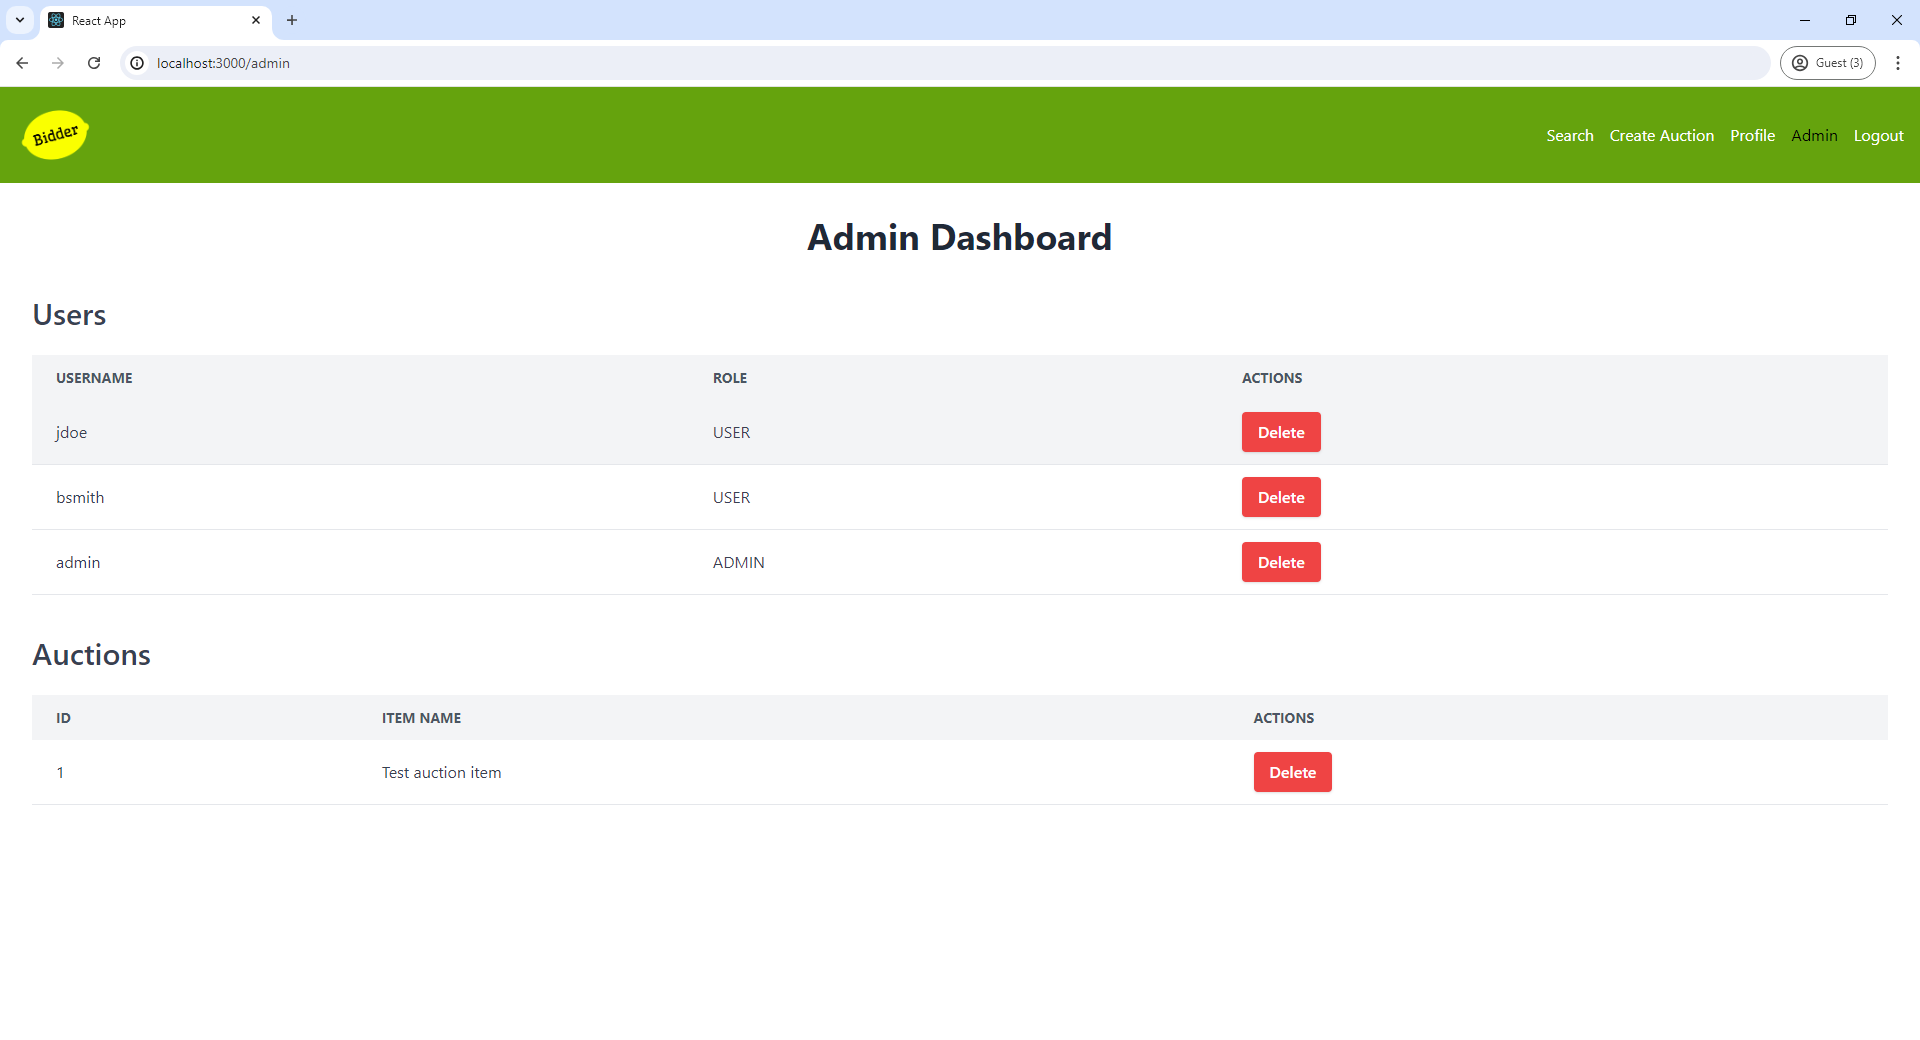 React App
localhost:3000/admin
Guest (3)
Bidder
Search Create Auction Profile Admin Logout
Admin Dashboard
Users
USERNAME ROLE ACTIONS
jdoe USER Delete
bsmith USER Delete
admin ADMIN Delete
Auctions
ID ITEM NAME ACTIONS
1 Test auction item Delete